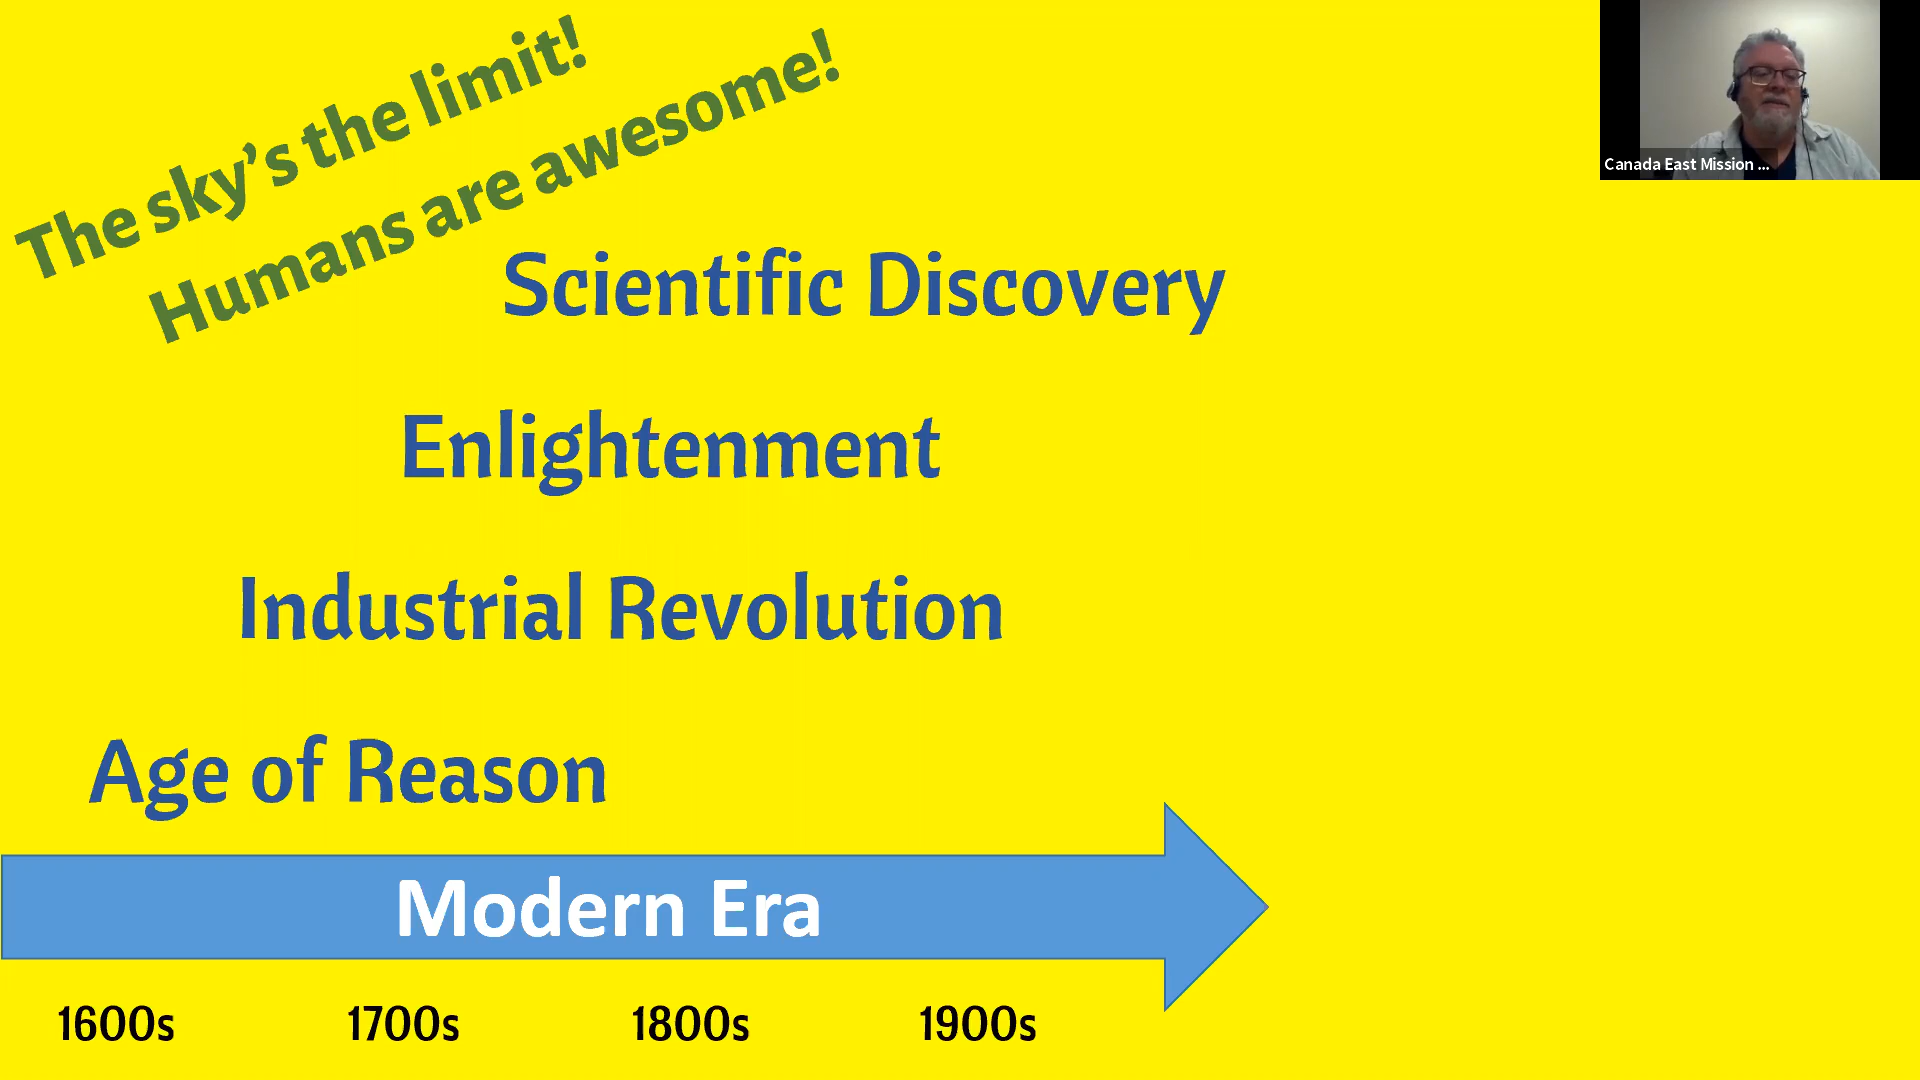 The sky's the limit!
Humans are awesome!
Canada East Mission ...
Scientific Discovery
Enlightenment
Industrial Revolution
Age of Reason
Modern Era
1600s 1700s 1800s 1900s